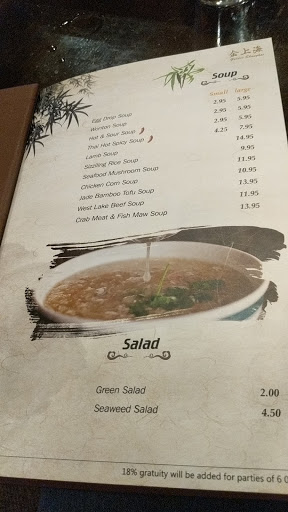 金上海
Soup
Small Large
Egg Drop Soup 2.95 5.95
Wonton Soup 2.95 5.95
Hot & Sour Soup 2.95 5.95
Thai Hot Spicy Soup 4.25 7.95
Lamb Soup 14.95
Sizzling Rice Soup 9.95
Seafood Mushroom Soup 11.95
Chicken Corn Soup 10.95
Jade Bamboo Tofu Soup 11.95
West Lake Beef Soup 11.95
Crab Meat & Fish Maw Soup 13.95
Salad
Green Salad 2.00
Seaweed Salad 4.50
18% gratuity will be added for parties of 6 o